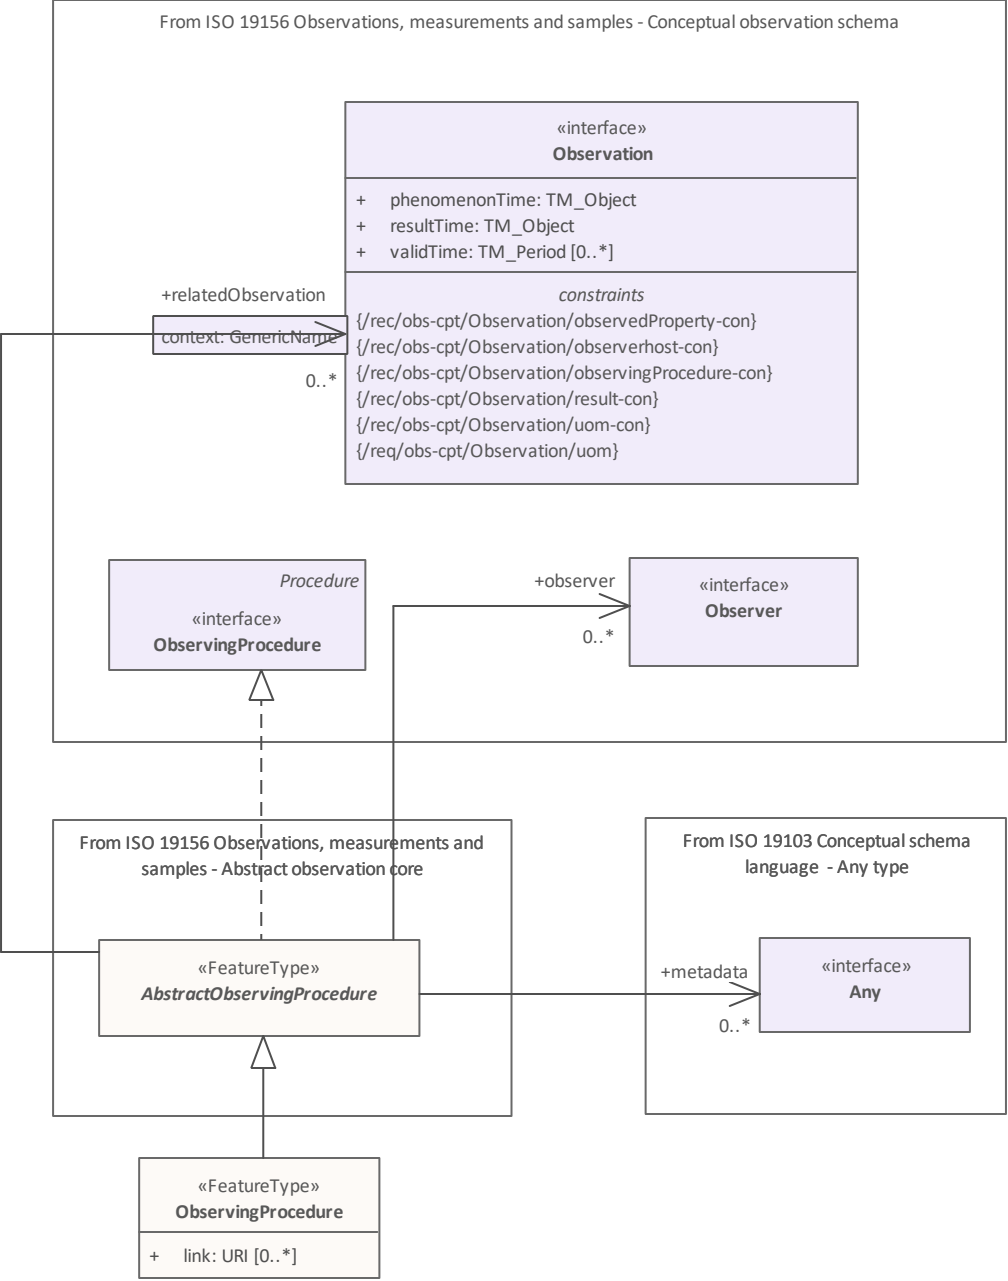 From ISO 19156 Observations, measurements and samples - Conceptual observation schema
«interface»
Observation
+ phenomenonTime: TM_Object
+ resultTime: TM_Object
+ validTime: TM_Period [0..*]
constraints
{/rec/obs-cpt/Observation/observedProperty-con}
{/rec/obs-cpt/Observation/observerhost-con}
{/rec/obs-cpt/Observation/observingProcedure-con}
{/rec/obs-cpt/Observation/result-con}
{/rec/obs-cpt/Observation/uom-con}
{/req/obs-cpt/Observation/uom}
+relatedObservation
context: GenericName
0..*
Procedure
«interface»
ObservingProcedure
+observer
0..*
«interface»
Observer
From ISO 19156 Observations, measurements and
samples - Abstract observation core
«FeatureType»
AbstractObservingProcedure
From ISO 19103 Conceptual schema
language - Any type
+metadata
0..*
«interface»
Any
«FeatureType»
ObservingProcedure
+ link: URI [0..*]